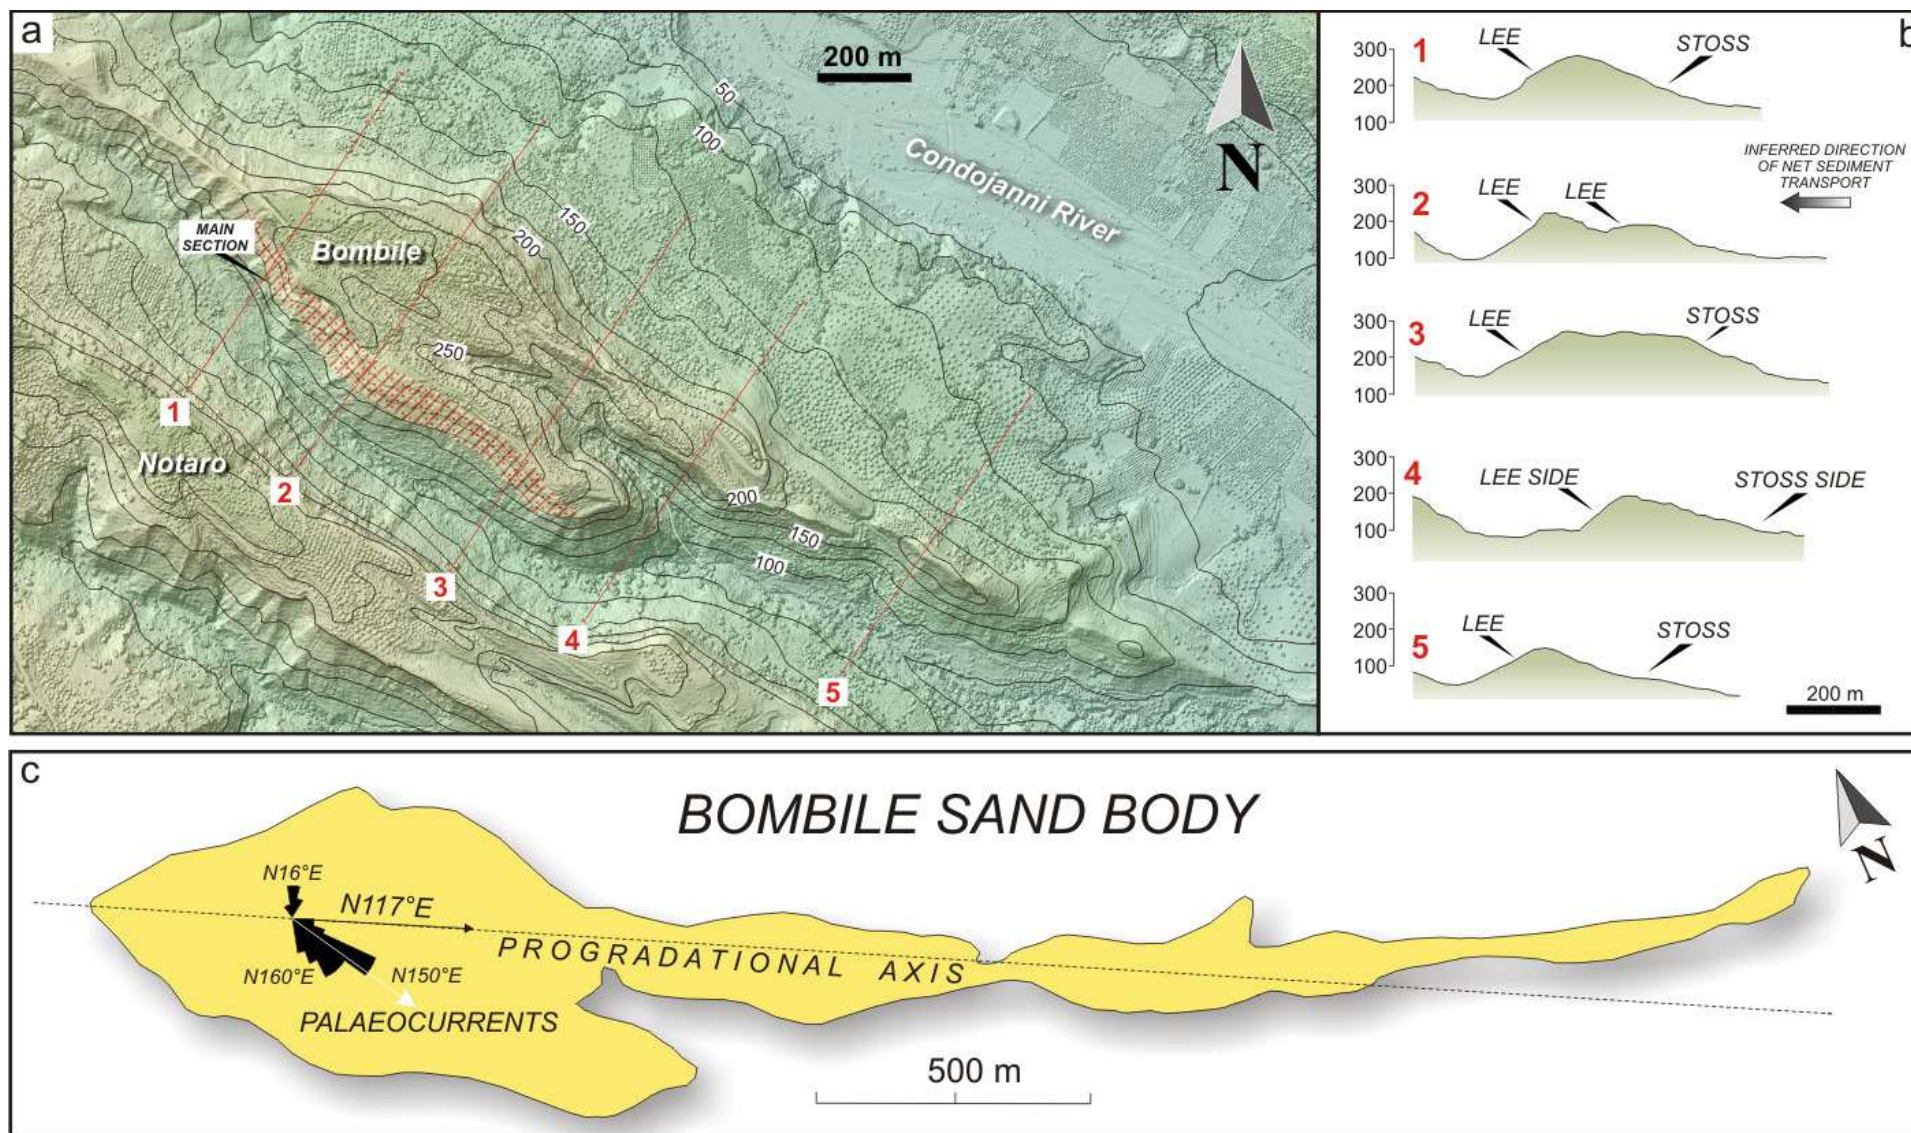 a
200 m
N
50
100
Condojanni River
150
200
MAIN
SECTION
Bombile
250
1
Notaro
2
200
150
100
3
4
5
b
1
300
200
100
LEE
STOSS
INFERRED DIRECTION
OF NET SEDIMENT
TRANSPORT
2
300
200
100
LEE
LEE
3
300
200
100
LEE
STOSS
4
300
200
100
LEE SIDE
STOSS SIDE
5
300
200
100
LEE
STOSS
200 m
c
BOMBILE SAND BODY
N
N16°E
N117°E
PROGRADATIONAL AXIS
N160°E
N150°E
PALAEOCURRENTS
500 m